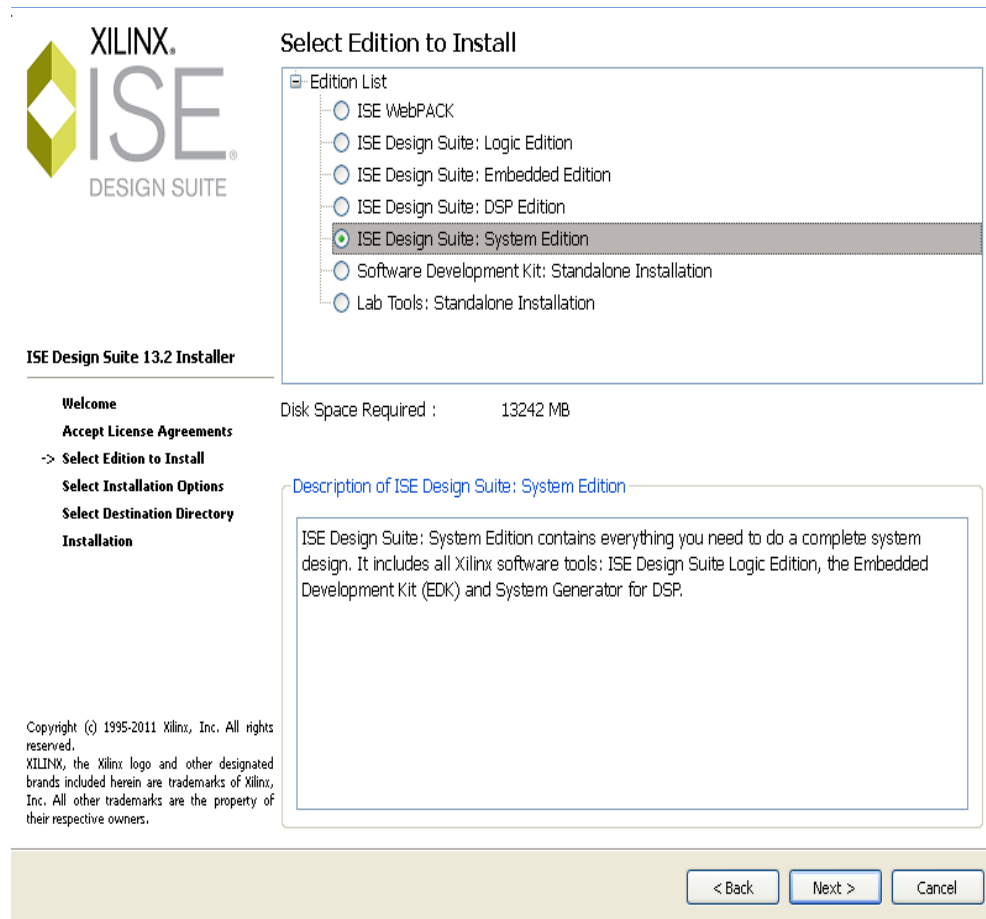 XILINX®
ISE®
DESIGN SUITE
Select Edition to Install
Edition List
ISE WebPACK
ISE Design Suite: Logic Edition
ISE Design Suite: Embedded Edition
ISE Design Suite: DSP Edition
ISE Design Suite: System Edition
Software Development Kit: Standalone Installation
Lab Tools: Standalone Installation
ISE Design Suite 13.2 Installer
Welcome
Accept License Agreements
-> Select Edition to Install
Select Installation Options
Select Destination Directory
Installation
Disk Space Required : 13242 MB
Description of ISE Design Suite: System Edition
ISE Design Suite: System Edition contains everything you need to do a complete system
design. It includes all Xilinx software tools: ISE Design Suite Logic Edition, the Embedded
Development Kit (EDK) and System Generator for DSP.
Copyright (c) 1995-2011 Xilinx, Inc. All rights
reserved.
XILINX, the Xilinx logo and other designated
brands included herein are trademarks of Xilinx,
Inc. All other trademarks are the property of
their respective owners.
< Back
Next >
Cancel